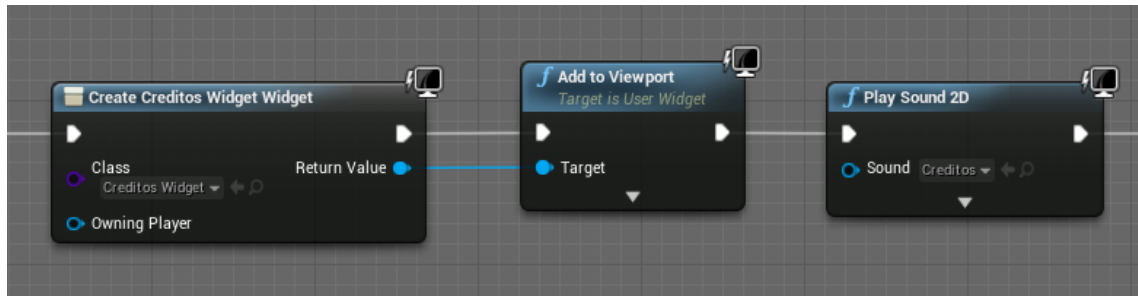 Create Creditos Widget Widget
Class
Creditos Widget
Return Value
Owning Player
f Add to Viewport
Target is User Widget
Target
f Play Sound 2D
Sound Creditos